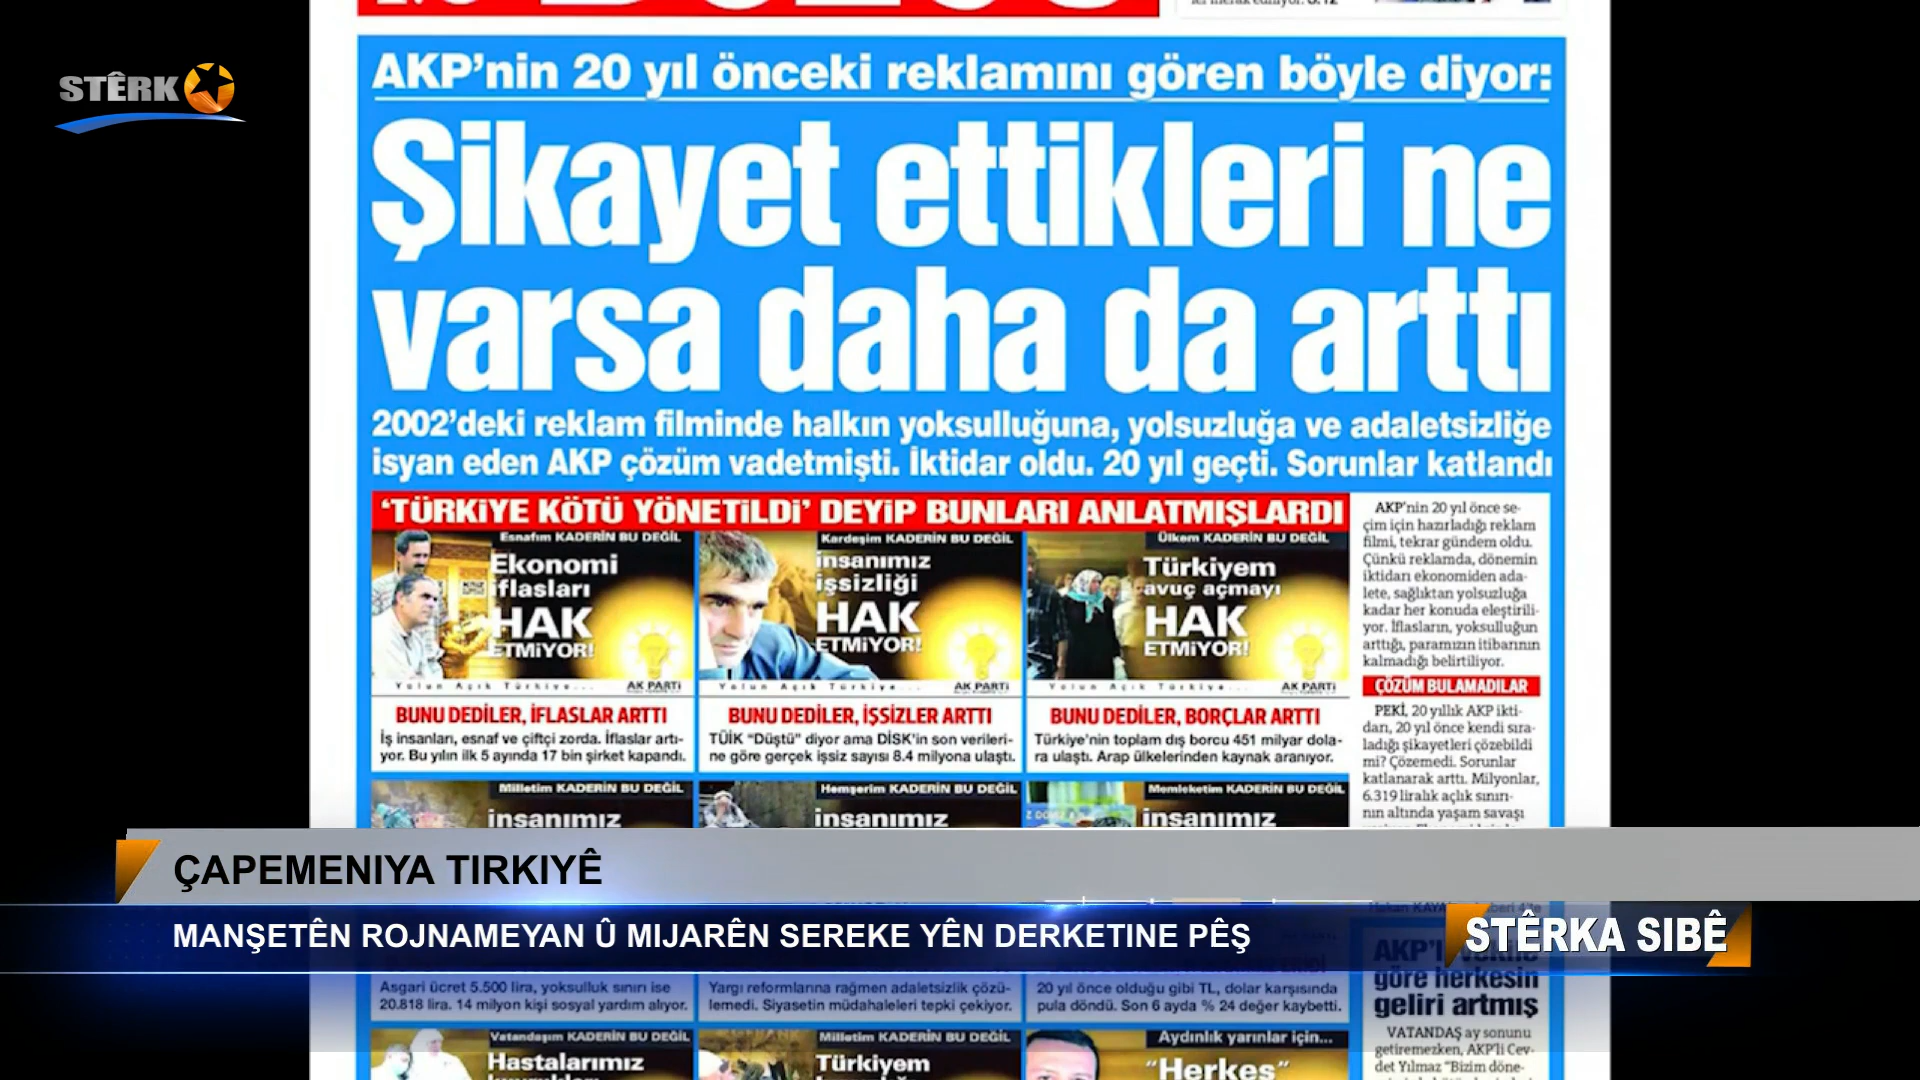 STÊRK
AKP’nin 20 yıl önceki reklamını gören böyle diyor:
Şikayet ettikleri ne
varsa daha da arttı
2002’deki reklam filminde halkın yoksulluğuna, yolsuzluğa ve adaletsizliğe
isyan eden AKP çözüm vadetmişti. İktidar oldu. 20 yıl geçti. Sorunlar katlandı
‘TÜRKİYE KÖTÜ YÖNETİLDİ’ DEYİP BUNLARI ANLATMIŞLARDI
Esnafım KADERİN BU DEĞİL
Ekonomi
iflasları
HAK
ETMİYOR!
Yolun Açık Türkiye...
AK PARTi
BUNU DEDİLER, İFLASLAR ARTTI
İş insanları, esnaf ve çiftçi zorda. İflaslar artı-
yor. Bu yılın ilk 5 ayında 17 bin şirket kapandı.
Kardeşim KADERİN BU DEĞİL
insanımız
işsizliği
HAK
ETMİYOR!
Yolun Açık Türkiye...
AK PARTi
BUNU DEDİLER, İŞSİZLER ARTTI
TÜİK “Düştü” diyor ama DİSK’in son verileri-
ne göre gerçek işsiz sayısı 8.4 milyona ulaştı.
Ülkem KADERİN BU DEĞİL
Türkiyem
avuç açmayı
HAK
ETMİYOR!
Yolun Açık Türkiye...
AK PARTi
BUNU DEDİLER, BORÇLAR ARTTI
Türkiye’nin toplam dış borcu 451 milyar dola-
ra ulaştı. Arap ülkelerinden kaynak aranıyor.
AKP’nin 20 yıl önce se-
çim için hazırladığı reklam
filmi, tekrar gündem oldu.
Çünkü reklamda, dönemin
iktidarı ekonomiden ada-
lete, sağlıktan yolsuzluğa
kadar her konuda eleştirili-
yor. İflasların, yoksulluğun
arttığı, paramızın itibarının
kalmadığı belirtiliyor.
ÇÖZÜM BULAMADILAR
PEKİ, 20 yıllık AKP ikti-
darı, 20 yıl önce kendi sıra-
ladığı şikayetleri çözebildi
mi? Çözemedi. Sorunlar
katlanarak arttı. Milyonlar,
6.319 liralık açlık sınırı-
nın altında yaşam savaşı
Milletim KADERİN BU DEĞİL
insanımız
Hemşerim KADERİN BU DEĞİL
insanımız
Memleketim KADERİN BU DEĞİL
insanımız
ÇAPEMENIYA TIRKIYÊ
MANŞETÊN ROJNAMEYAN Û MIJARÊN SEREKE YÊN DERKETINE PÊŞ
STÊRKA SIBÊ
Asgari ücret 5.500 lira, yoksulluk sınırı ise
20.818 lira. 14 milyon kişi sosyal yardım alıyor.
Yargı reformlarına rağmen adaletsizlik çözü-
lemedi. Siyasetin müdahaleleri tepki çekiyor.
20 yıl önce olduğu gibi TL, dolar karşısında
pula döndü. Son 6 ayda % 24 değer kaybetti.
göre herkesin
geliri artmış
VATANDAŞ ay sonunu
getiremezken, AKP’li Cev-
det Yılmaz “Bizim döne-
Vatandaşım KADERİN BU DEĞİL
Hastalarımız
Milletim KADERİN BU DEĞİL
Türkiyem
Aydınlık yarınlar için...
“Herkes”